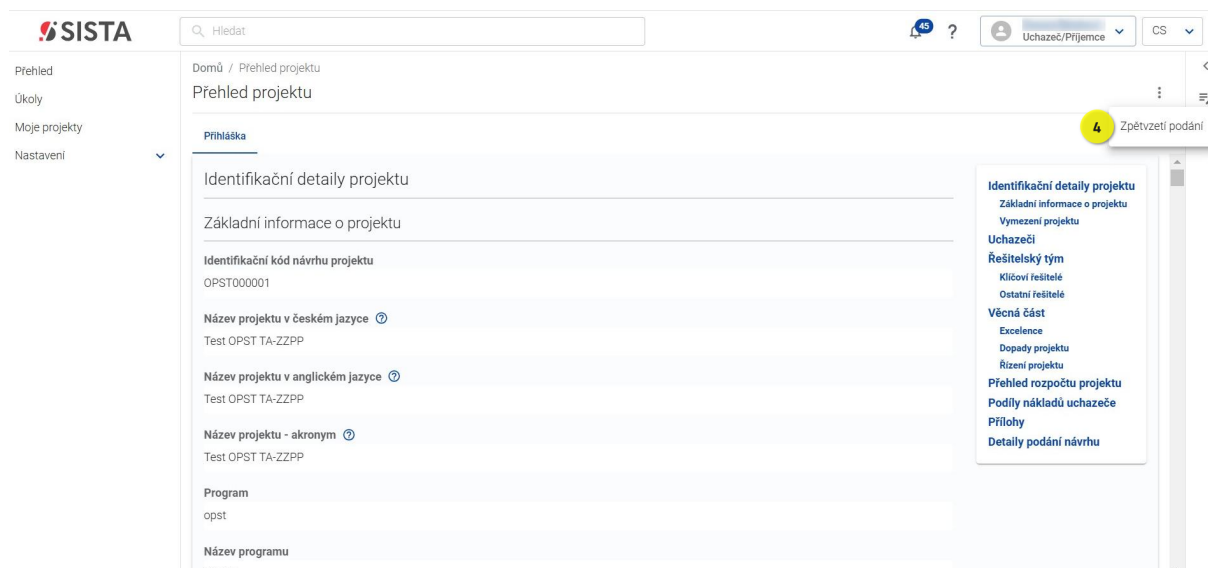 SISTA
Hledat
45
?
Uchazeč/Příjemce
CS
Přehled
Úkoly
Moje projekty
Nastavení
Domů / Přehled projektu
Přehled projektu
4 Zpětvzetí podání
Přihláška
Identifikační detaily projektu
Základní informace o projektu
Identifikační kód návrhu projektu
OPST000001
Název projektu v českém jazyce ?
Test OPST TA-ZZPP
Název projektu v anglickém jazyce ?
Test OPST TA-ZZPP
Název projektu - akronym ?
Test OPST TA-ZZPP
Program
opst
Název programu
Identifikační detaily projektu
Základní informace o projektu
Vymezení projektu
Uchazeči
Řešitelský tým
Klíčoví řešitelé
Ostatní řešitelé
Věcná část
Excelence
Dopady projektu
Řízení projektu
Přehled rozpočtu projektu
Podíly nákladů uchazeče
Přílohy
Detaily podání návrhu